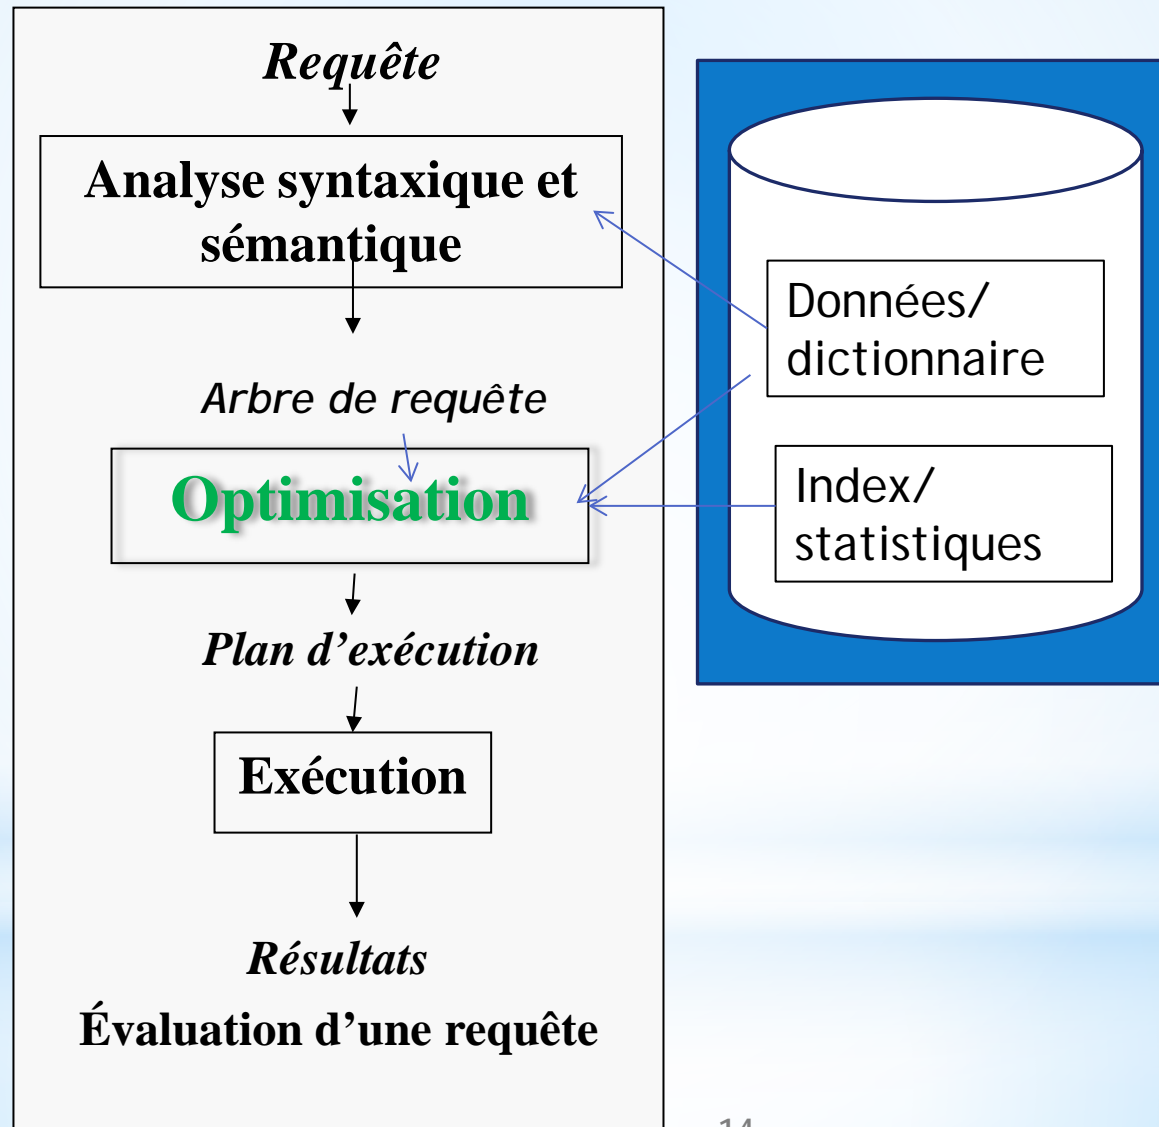 Requête
Analyse syntaxique et
sémantique
Arbre de requête
Optimisation
Plan d’exécution
Exécution
Résultats
Évaluation d’une requête
Données/
dictionnaire
Index/
statistiques
14